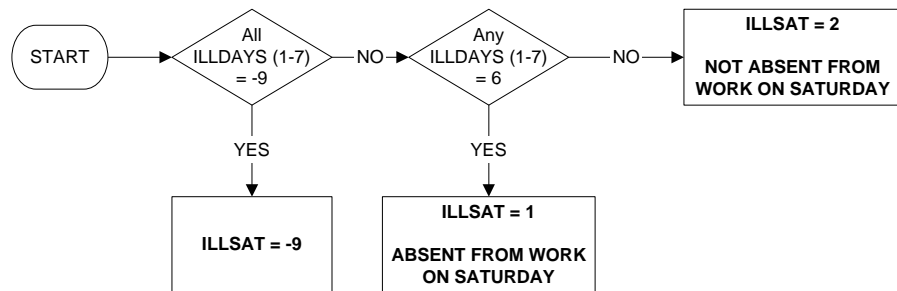 START
All
ILLDAYS (1-7)
= -9
NO
Any
ILLDAYS (1-7)
= 6
NO
ILLSAT = 2
NOT ABSENT FROM
WORK ON SATURDAY
YES
YES
ILLSAT = -9
ILLSAT = 1
ABSENT FROM WORK
ON SATURDAY